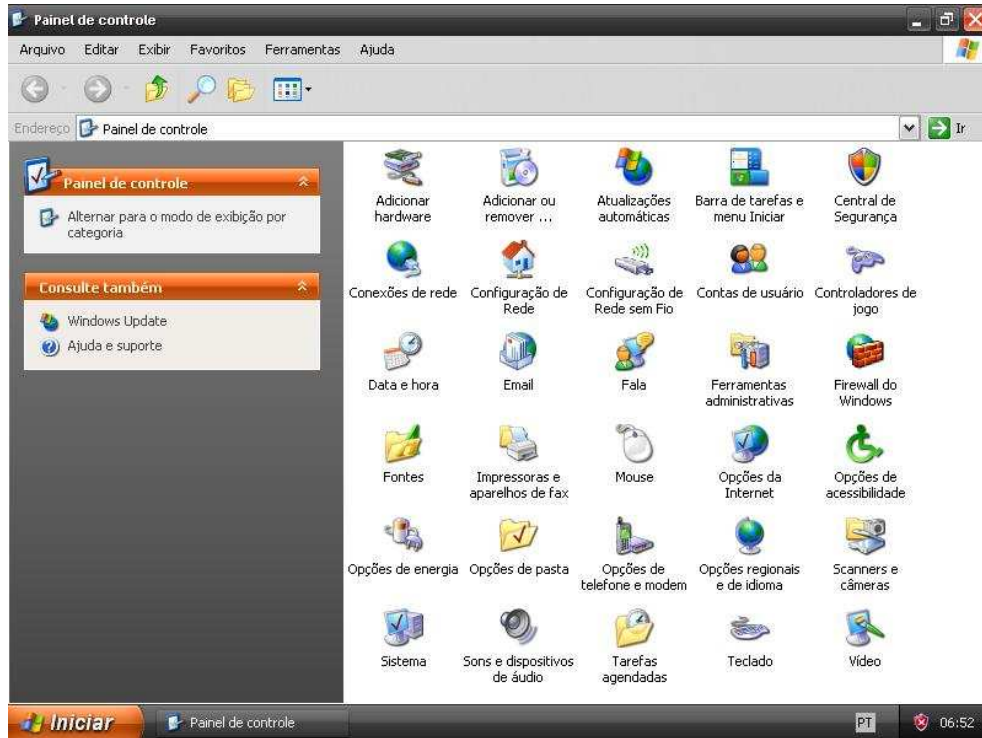 Painel de controle
Arquivo Editar Exibir Favoritos Ferramentas Ajuda
Endereço Painel de controle Ir
Painel de controle
Alternar para o modo de exibição por
categoria
Consulte também
Windows Update
Ajuda e suporte
Adicionar
hardware
Adicionar ou
remover ...
Atualizações
automáticas
Barra de tarefas e
menu Iniciar
Central de
Segurança
Conexões de rede
Configuração de
Rede
Configuração de
Rede sem Fio
Contas de usuário
Controladores de
jogo
Data e hora
Email
Fala
Ferramentas
administrativas
Firewall do
Windows
Fontes
Impressoras e
aparelhos de fax
Mouse
Opções da
Internet
Opções de
acessibilidade
Opções de energia
Opções de pasta
Opções de
telefone e modem
Opções regionais
e de idioma
Scanners e
câmeras
Sistema
Sons e dispositivos
de áudio
Tarefas
agendadas
Teclado
Vídeo
Iniciar Painel de controle PT 06:52